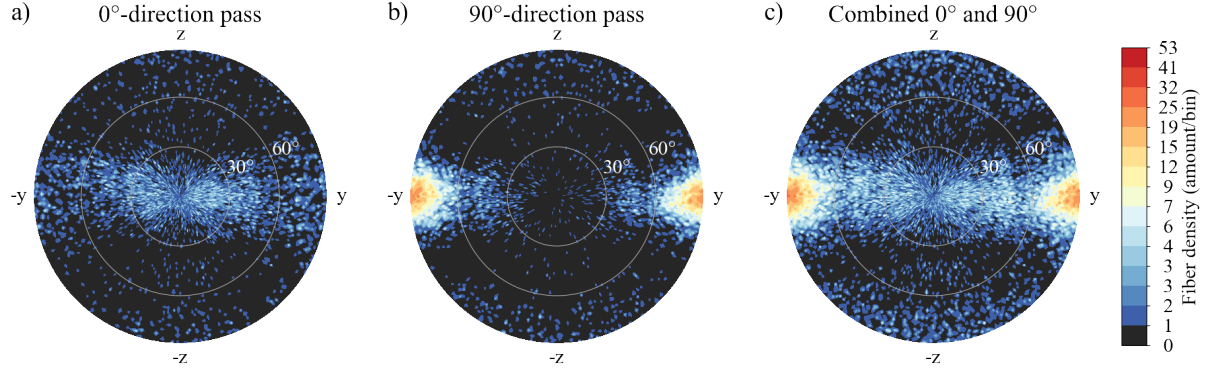 a) 0°-direction pass
z
-y
y
-z
30°
60°
b) 90°-direction pass
z
-y
y
-z
30°
60°
c) Combined 0° and 90°
z
-y
y
-z
30°
60°
53
41
32
25
19
15
12
9
7
6
4
3
3
2
1
0
Fiber density (amount/bin)